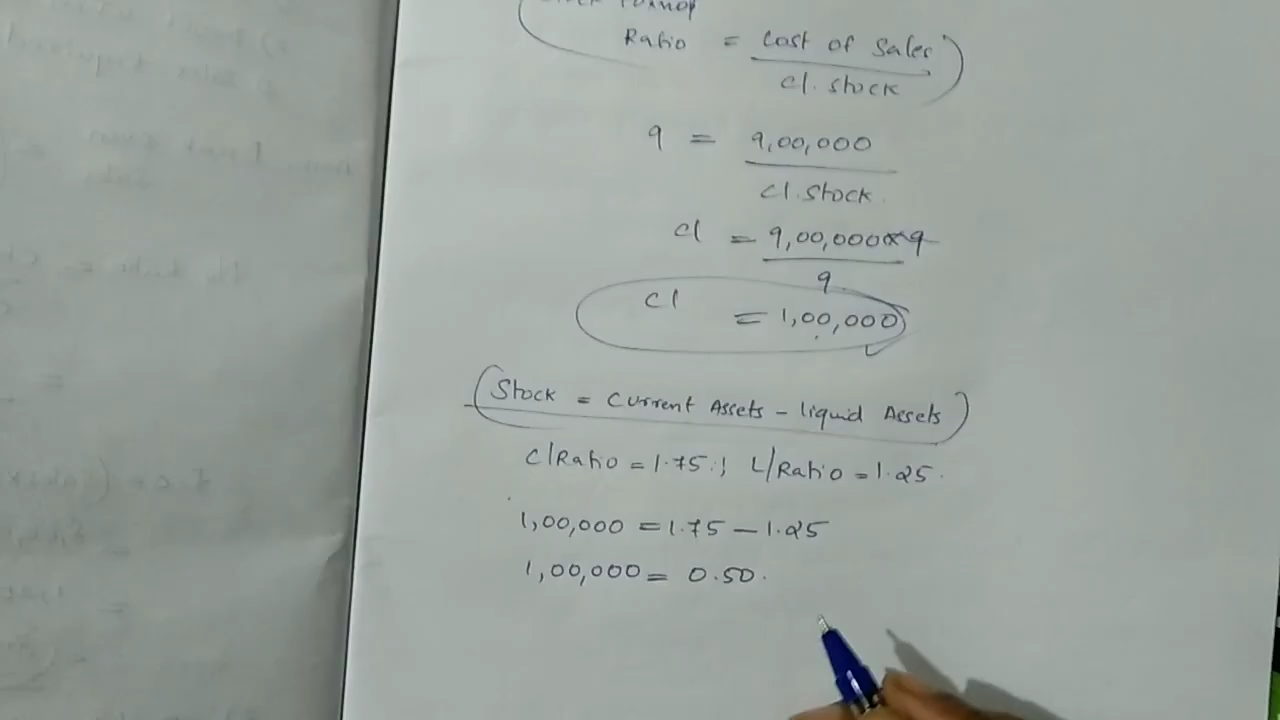 Ratio = Cost of Sales
cl. stock
9 = 9,00,000
cl. stock
cl = 9,00,000 × 9
9
cl = 1,00,000
Stock = Current Assets - liquid Assets
C/Ratio = 1.75 ; L/Ratio = 1.25.
1,00,000 = 1.75 - 1.25
1,00,000 = 0.50.